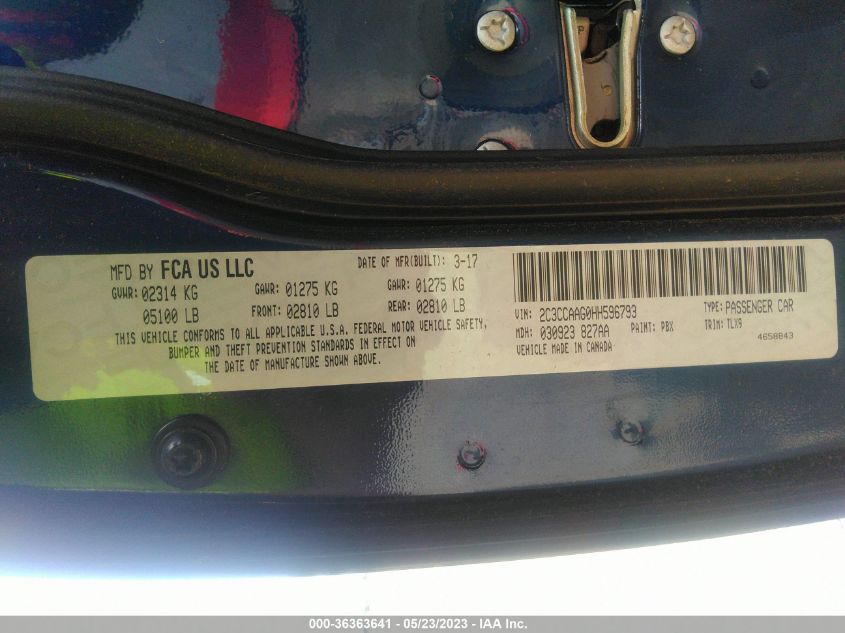 MFD BY FCA US LLC DATE OF MFR(BUILT): 3-17
GVWR: 02314 KG GAWR: 01275 KG GAWR: 01275 KG
05100 LB FRONT: 02810 LB REAR: 02810 LB
THIS VEHICLE CONFORMS TO ALL APPLICABLE U.S.A. FEDERAL MOTOR VEHICLE SAFETY,
BUMPER AND THEFT PREVENTION STANDARDS IN EFFECT ON
THE DATE OF MANUFACTURE SHOWN ABOVE.
VIN: 2C3CCAAG0HH596793 TYPE: PASSENGER CAR
MDH: 030923 827AA PAINT: PBX TRIM: TLX9
VEHICLE MADE IN CANADA 4658843
000-36363641 - 05/23/2023 - IAA Inc.